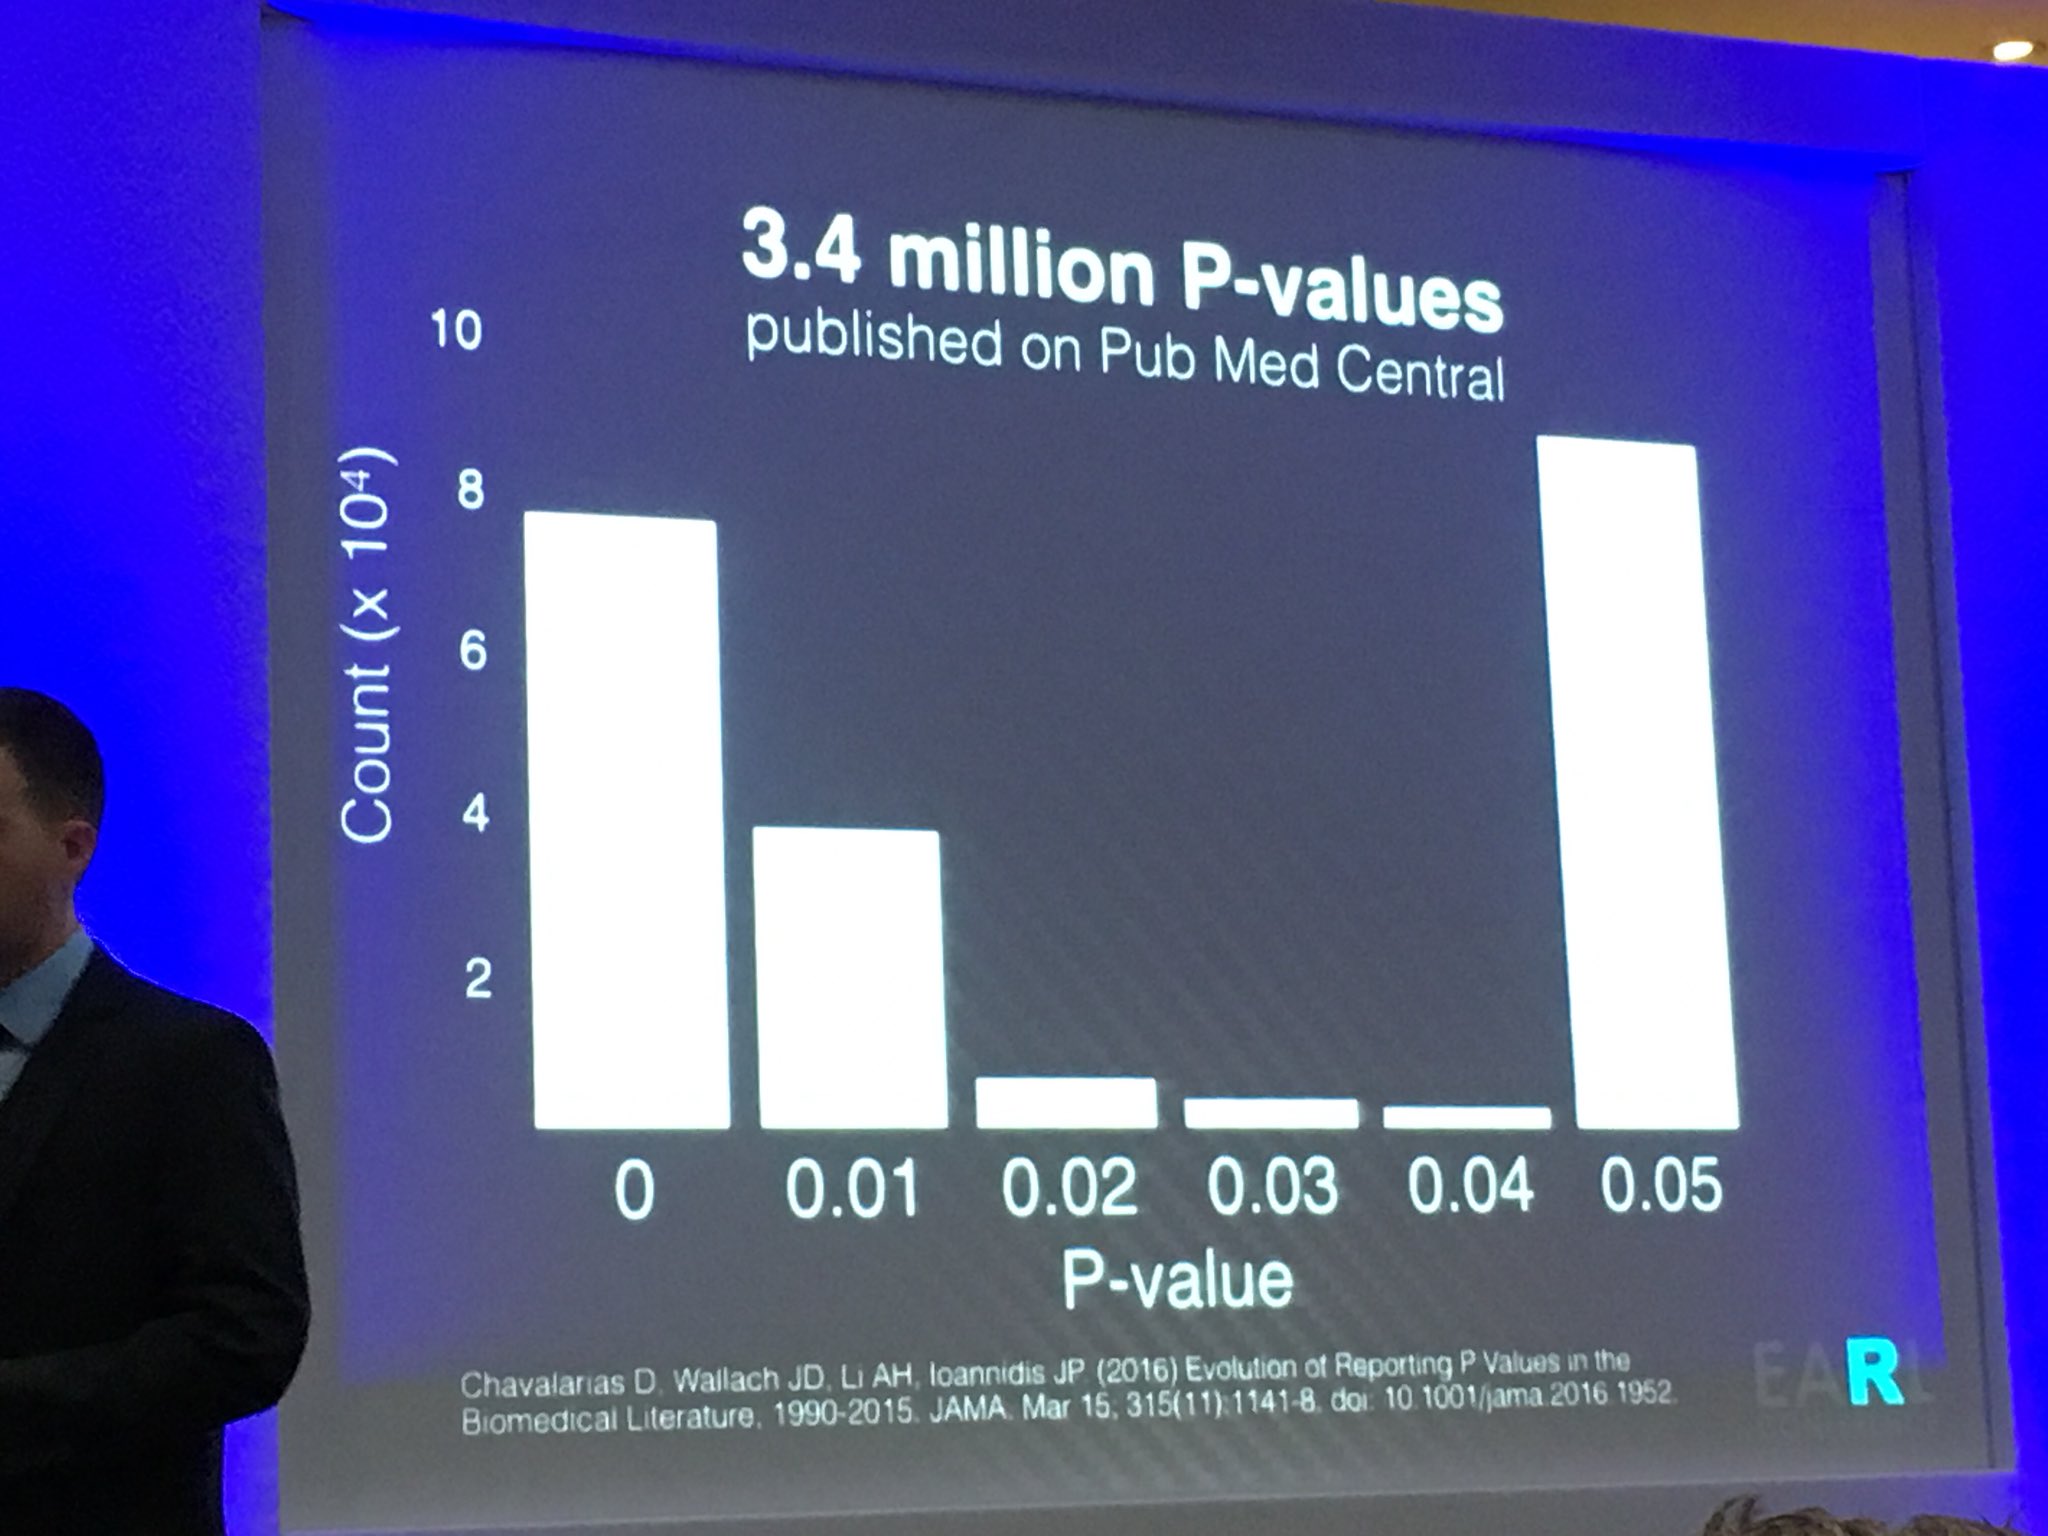 3.4 million P-values
published on Pub Med Central
10
8
6
4
2
Count (x 10⁴)
0 0.01 0.02 0.03 0.04 0.05
P-value
Chavalarias D, Wallach JD, Li AH, Ioannidis JP (2016) Evolution of Reporting P Values in the
Biomedical Literature, 1990-2015. JAMA. Mar 15; 315(11):1141-8. doi: 10.1001/jama.2016.1952.
EARL